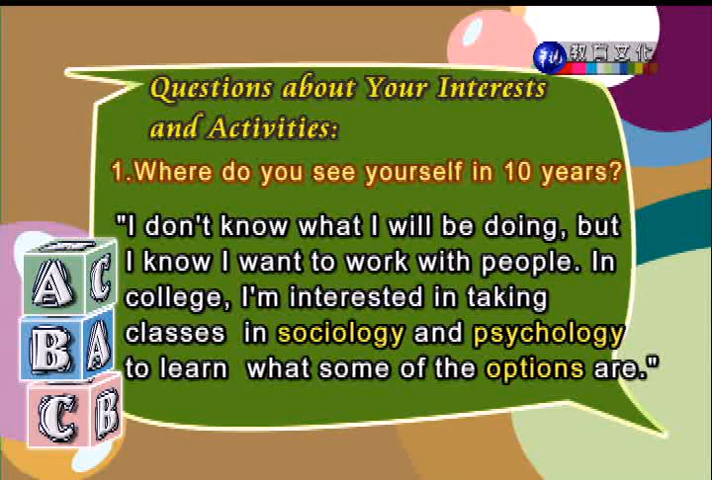 華視
教育文化
Questions about Your Interests
and Activities:
1.Where do you see yourself in 10 years?
"I don't know what I will be doing, but
I know I want to work with people. In
college, I'm interested in taking
classes in sociology and psychology
to learn what some of the options are."
A C
B A
C B